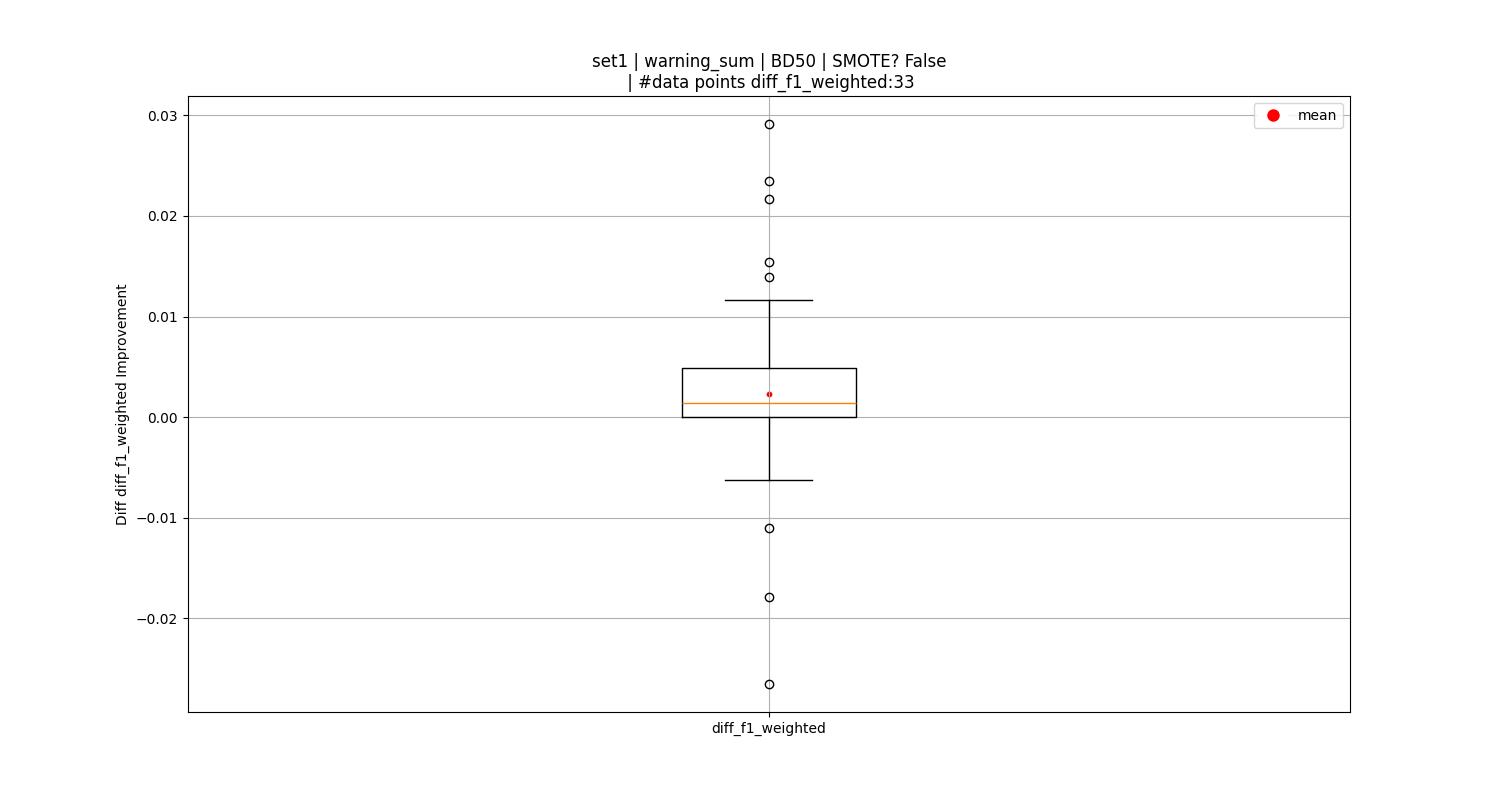 set1 | warning_sum | BD50 | SMOTE? False
| #data points diff_f1_weighted:33
mean
0.03
0.02
0.01
0.00
−0.01
−0.02
Diff diff_f1_weighted Improvement
diff_f1_weighted